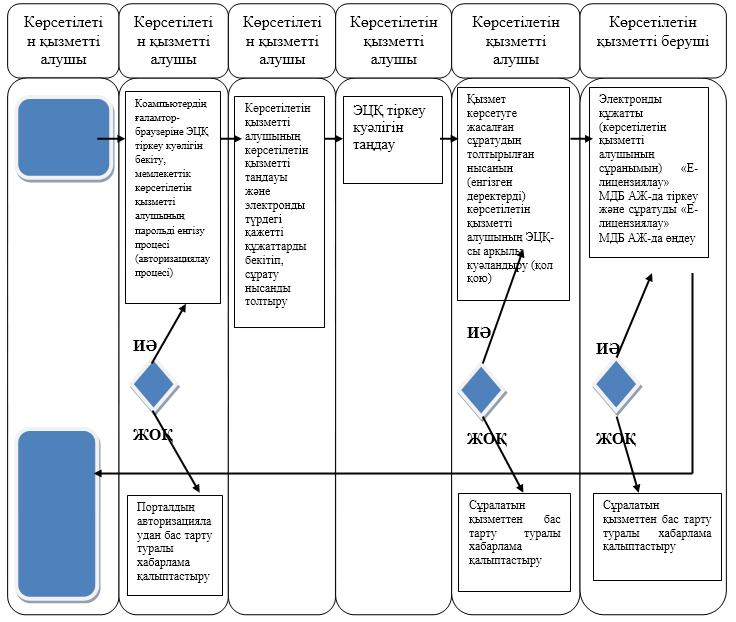 Көрсетілеті
н қызметті
алушы
Көрсетілеті
н қызметті
алушы
Көрсетілеті
н қызметті
алушы
Көрсетілетін
қызметті
алушы
Көрсетілетін
қызметті
алушы
Көрсетілетін
қызметті беруші
Коампьютердің
ғаламтор-
браузеріне ЭЦҚ
тіркеу куәлігін
бекіту,
мемлекеттік
көрсетілетін
қызметті
алушының
парольді енгізу
процесі
(авторизациялау
процесі)
Көрсетілетін
қызметті
алушының
көрсетілетін
қызметті
таңдауы
және
электронды
түрдегі
қажетті
құжаттарды
бекітіп,
сұрату
нысанды
толтыру
ЭЦҚ тіркеу
куәлігін
таңдау
Қызмет
көрсетуге
жасалған
сұратудың
толтырылған
нысанын
(енгізген
деректерді)
көрсетілетін
қызметті
алушының ЭЦҚ-
сы арқылы
куәландыру (қол
қою)
Электронды
құжатты
(көрсетілетін
қызметті
алушының
сұранымын) «Е-
лицензиялау»
МДБ АЖ-да тіркеу
және сұратуды «Е-
лицензиялау»
МДБ АЖ-да өңдеу
ИӘ
ИӘ
ИӘ
ЖОҚ
ЖОҚ
ЖОҚ
Порталдың
авторизацияла
удан бас тарту
туралы
хабарлама
қалыптастыру
Сұралатын
қызметтен бас
тарту туралы
хабарлама
қалыптастыру
Сұралатын
қызметтен бас тарту
туралы хабарлама
қалыптастыру